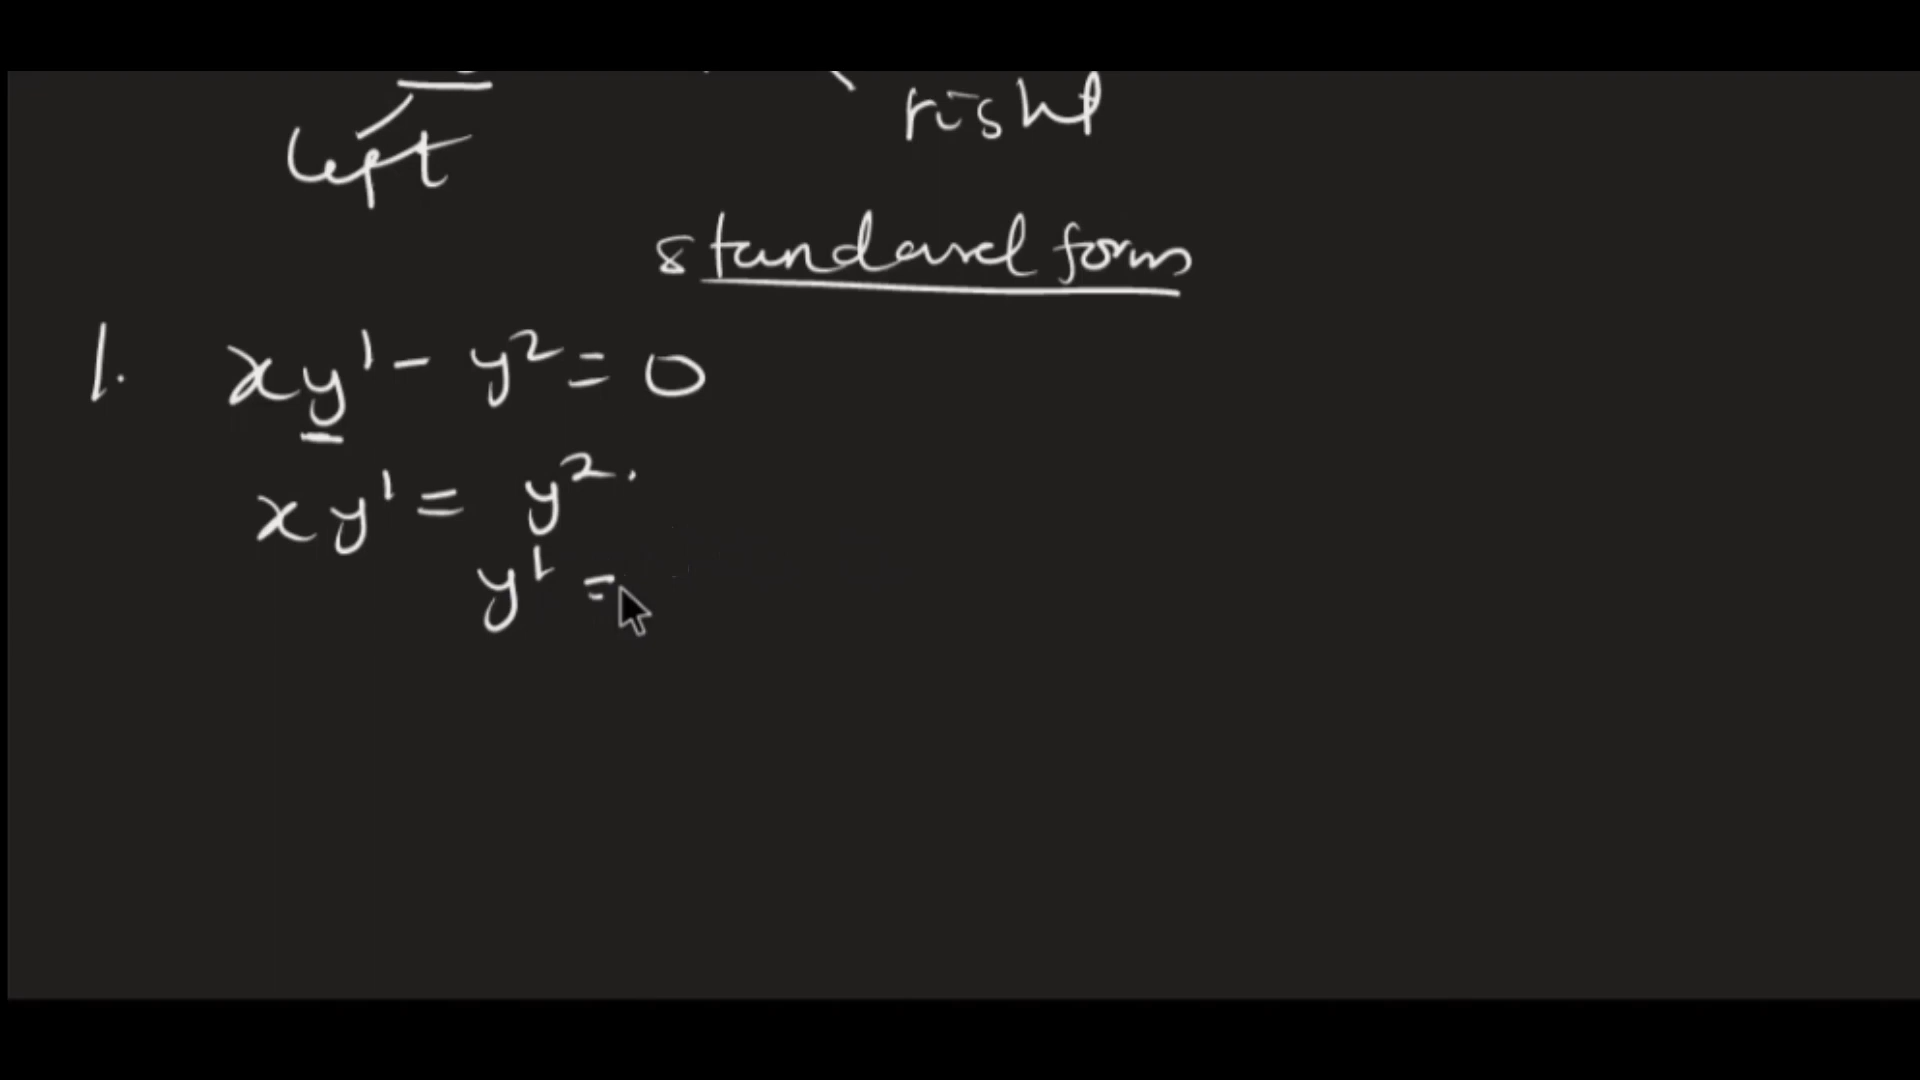 right
left
standard form
1. xy' - y² = 0
xy' = y².
y' =